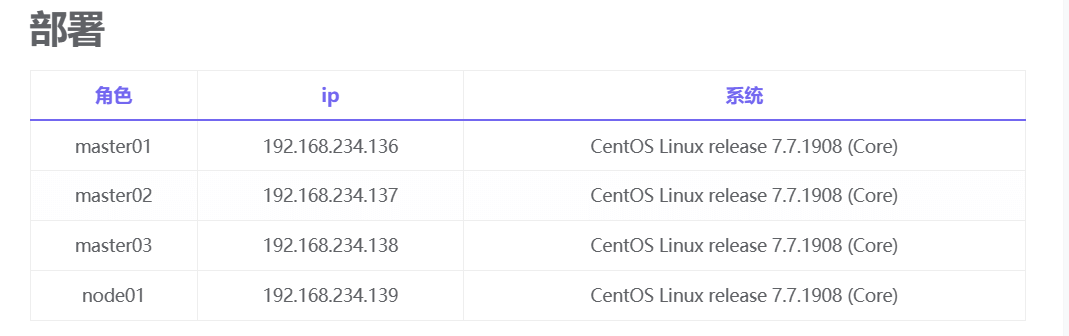 部署
角色 ip 系统
master01 192.168.234.136 CentOS Linux release 7.7.1908 (Core)
master02 192.168.234.137 CentOS Linux release 7.7.1908 (Core)
master03 192.168.234.138 CentOS Linux release 7.7.1908 (Core)
node01 192.168.234.139 CentOS Linux release 7.7.1908 (Core)